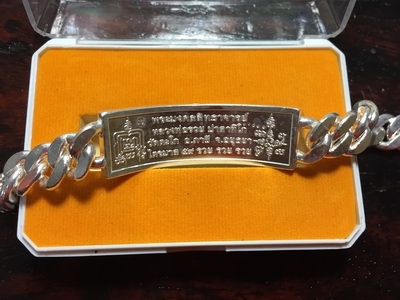 พระมงคลสิทธาจารย์
หลวงพ่อรวย ปาสาทิโก
วัดตะโก อ.ภาชี จ.อยุธยา
ไตรมาส ๕๙ รวย รวย รวย